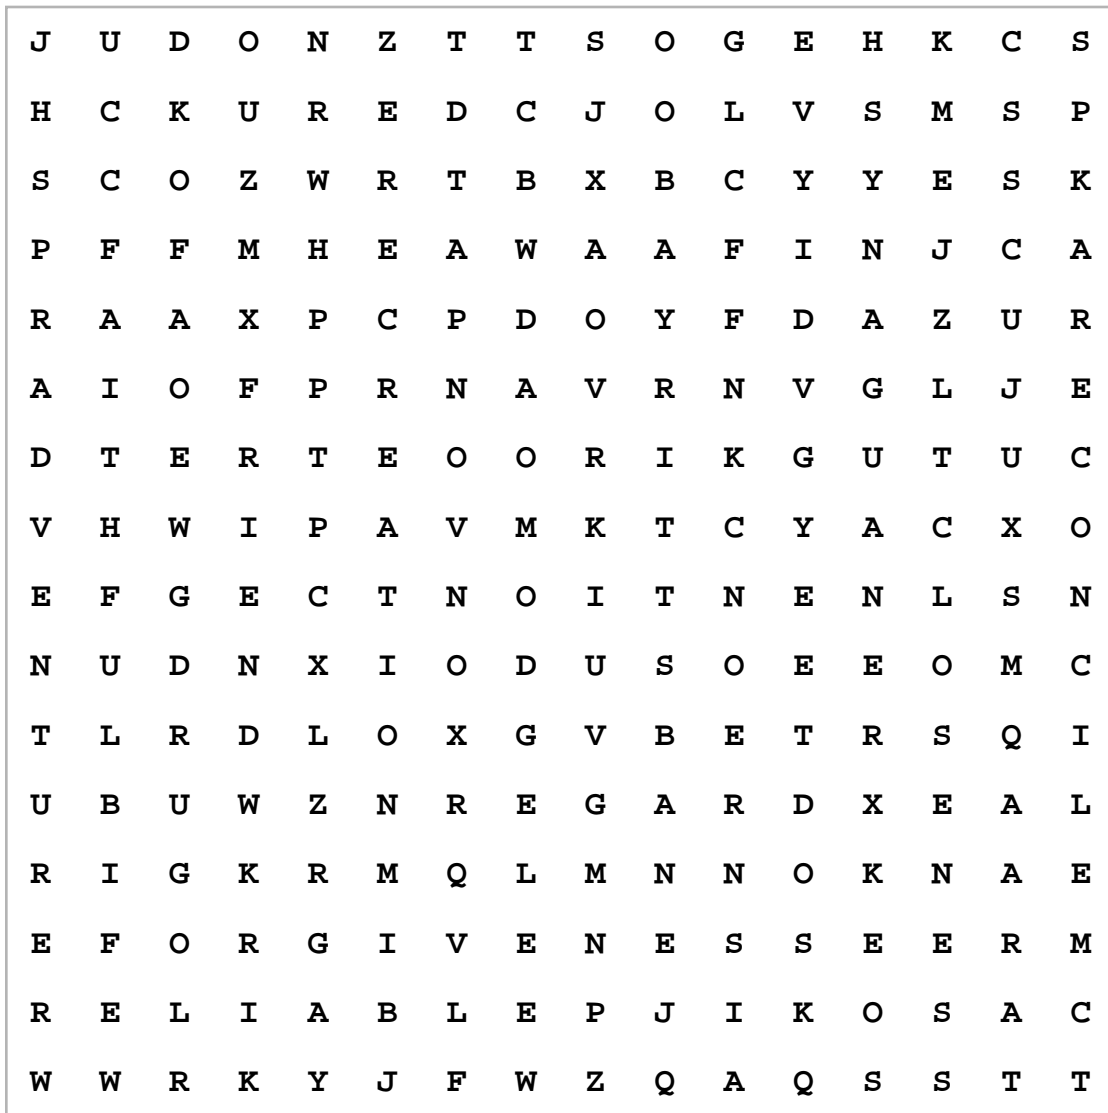 J U D O N Z T T S O G E H K C S
H C K U R E D C J O L V S M S P
S C O Z W R T B X B C Y Y E S K
P F F M H E A W A A F I N J C A
R A A X P C P D O Y F D A Z U R
A I O F P R N A V R N V G L J E
D T E R T E O O R I K G U T U C
V H W I P A V M K T C Y A C X O
E F G E C T N O I T N E N L S N
N U D N X I O D U S O E E O M C
T L R D L O X G V B E T R S Q I
U B U W Z N R E G A R D X E A L
R I G K R M Q L M N N O K N A E
E F O R G I V E N E S S E E R M
R E L I A B L E P J I K O S A C
W W R K Y J F W Z Q A Q S S T T